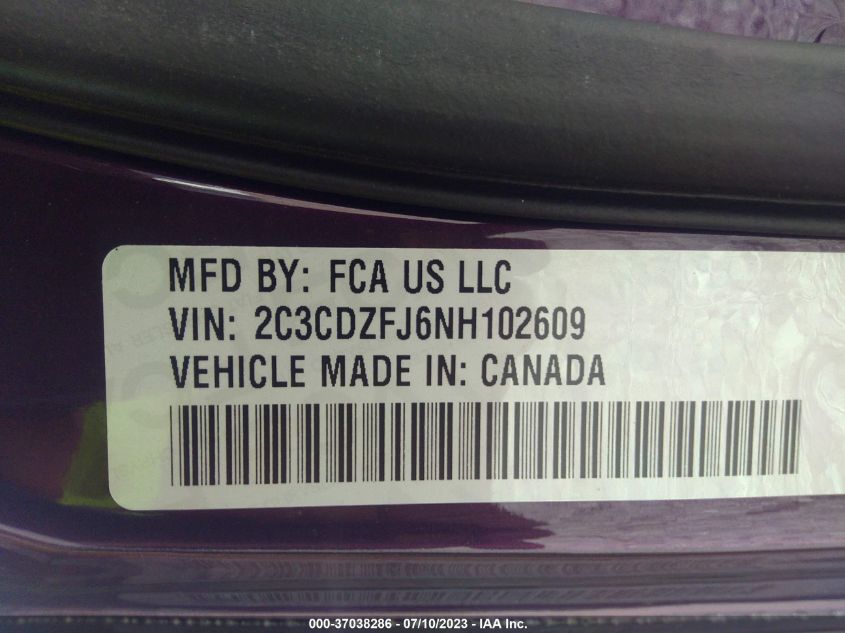 MFD BY: FCA US LLC
VIN: 2C3CDZFJ6NH102609
VEHICLE MADE IN: CANADA
000-37038286 - 07/10/2023 - IAA Inc.